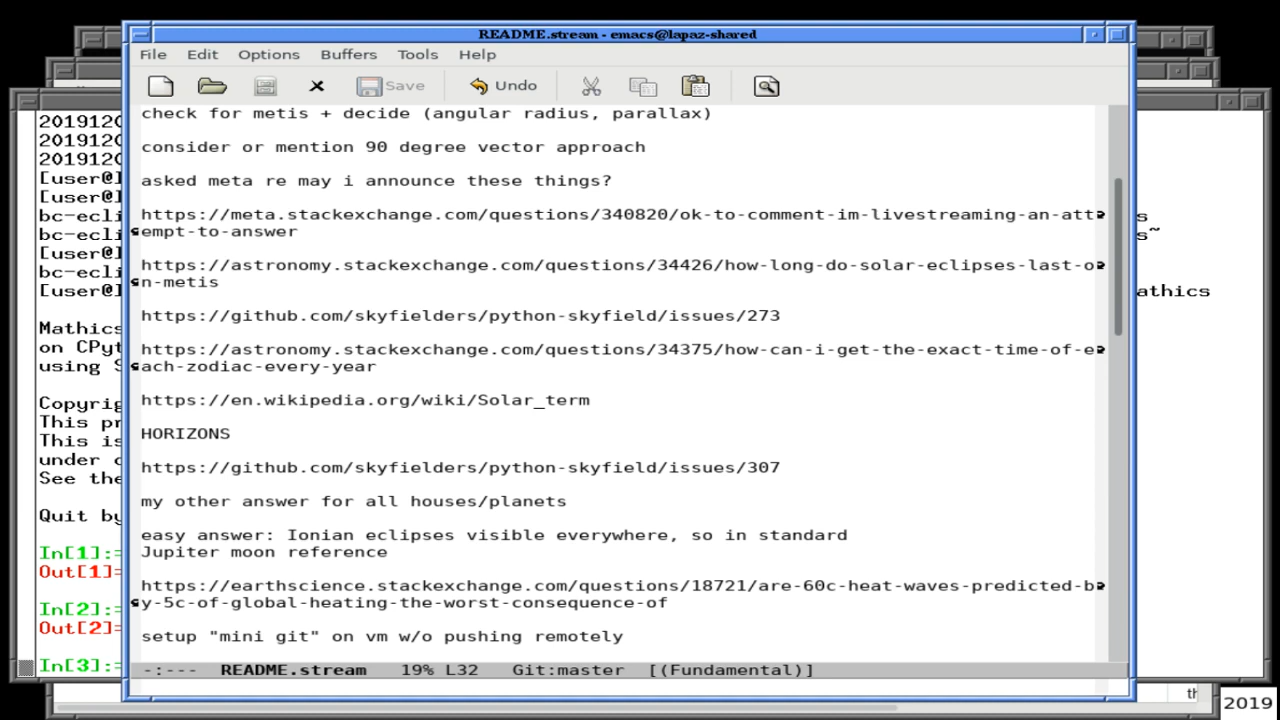 README.stream - emacs@lapaz-shared
File Edit Options Buffers Tools Help
Save Undo
check for metis + decide (angular radius, parallax)
consider or mention 90 degree vector approach
asked meta re may i announce these things?
https://meta.stackexchange.com/questions/340820/ok-to-comment-im-livestreaming-an-att
empt-to-answer
https://astronomy.stackexchange.com/questions/34426/how-long-do-solar-eclipses-last-o
n-metis
https://github.com/skyfielders/python-skyfield/issues/273
https://astronomy.stackexchange.com/questions/34375/how-can-i-get-the-exact-time-of-e
ach-zodiac-every-year
https://en.wikipedia.org/wiki/Solar_term
HORIZONS
https://github.com/skyfielders/python-skyfield/issues/307
my other answer for all houses/planets
easy answer: Ionian eclipses visible everywhere, so in standard
Jupiter moon reference
https://earthscience.stackexchange.com/questions/18721/are-60c-heat-waves-predicted-b
y-5c-of-global-heating-the-worst-consequence-of
setup "mini git" on vm w/o pushing remotely
-:--- README.stream 19% L32 Git:master [(Fundamental)]
201912
201912
201912
[user@
[user@
bc-ecli
bc-ecli
[user@
bc-ecli
[user@
Mathics
on CPyt
using S
Copyrig
This pr
This is
under
See the
Quit by
In[1]:=
Out[1]=
In[2]:=
Out[2]=
In[3]:=
s
s~
athics
th
2019